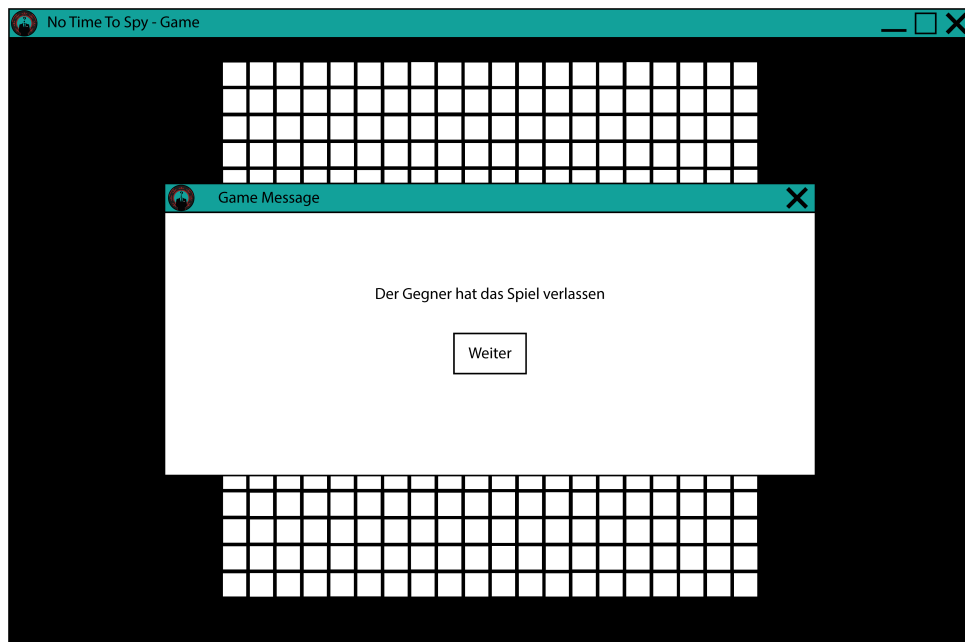 No Time To Spy - Game
Game Message
Der Gegner hat das Spiel verlassen
Weiter